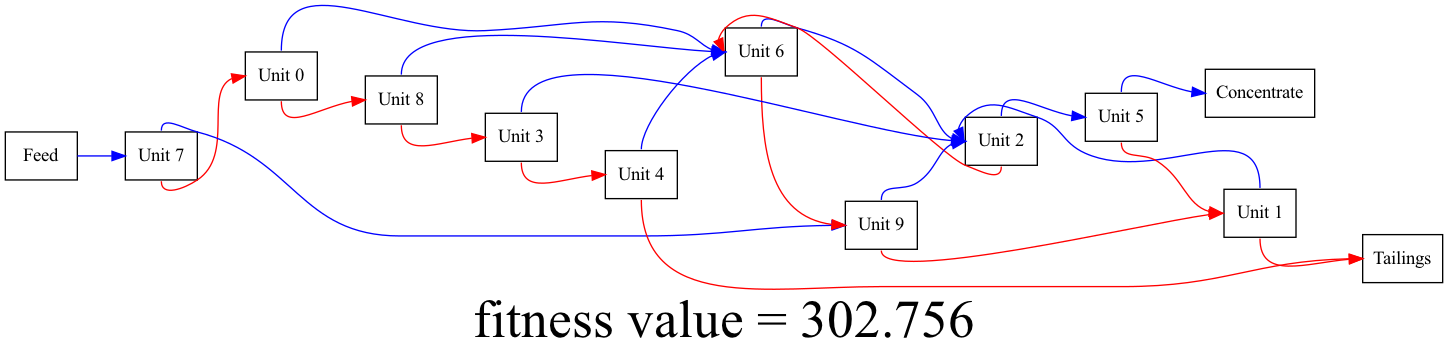 Feed
Unit 7
Unit 0
Unit 8
Unit 3
Unit 4
Unit 6
Unit 9
Unit 2
Unit 5
Concentrate
Unit 1
Tailings
fitness value = 302.756